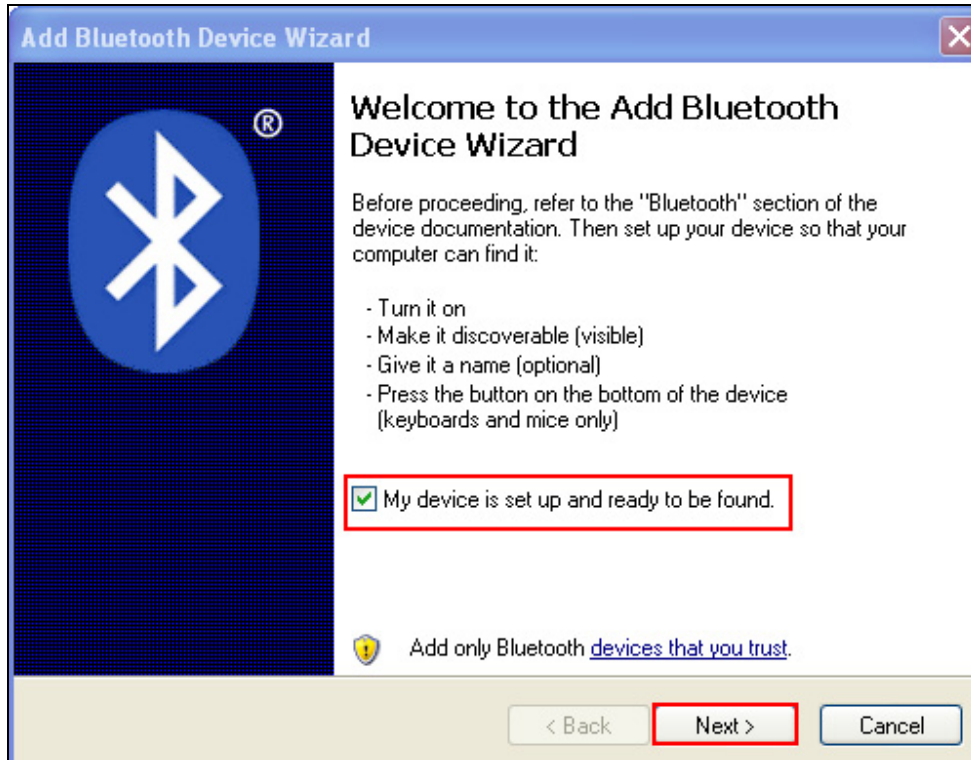 Add Bluetooth Device Wizard
®
Welcome to the Add Bluetooth
Device Wizard
Before proceeding, refer to the "Bluetooth" section of the
device documentation. Then set up your device so that your
computer can find it:
- Turn it on
- Make it discoverable (visible)
- Give it a name (optional)
- Press the button on the bottom of the device
(keyboards and mice only)
My device is set up and ready to be found.
Add only Bluetooth devices that you trust.
< Back Next > Cancel